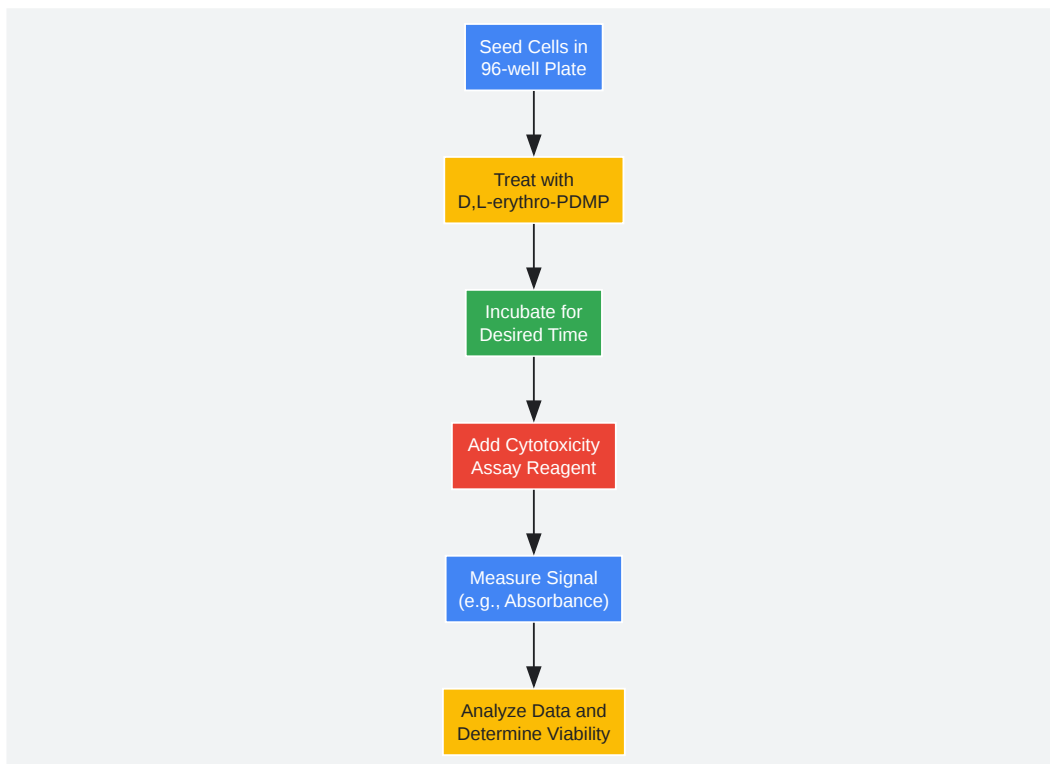 Seed Cells in
96-well Plate
Treat with
D,L-erythro-PDMP
Incubate for
Desired Time
Add Cytotoxicity
Assay Reagent
Measure Signal
(e.g., Absorbance)
Analyze Data and
Determine Viability